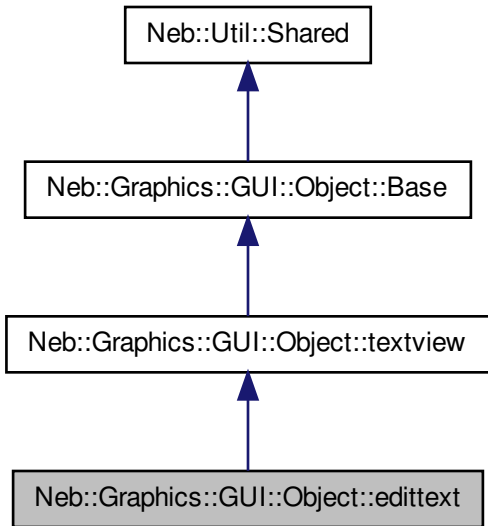 Neb::Util::Shared
Neb::Graphics::GUI::Object::Base
Neb::Graphics::GUI::Object::textview
Neb::Graphics::GUI::Object::edittext